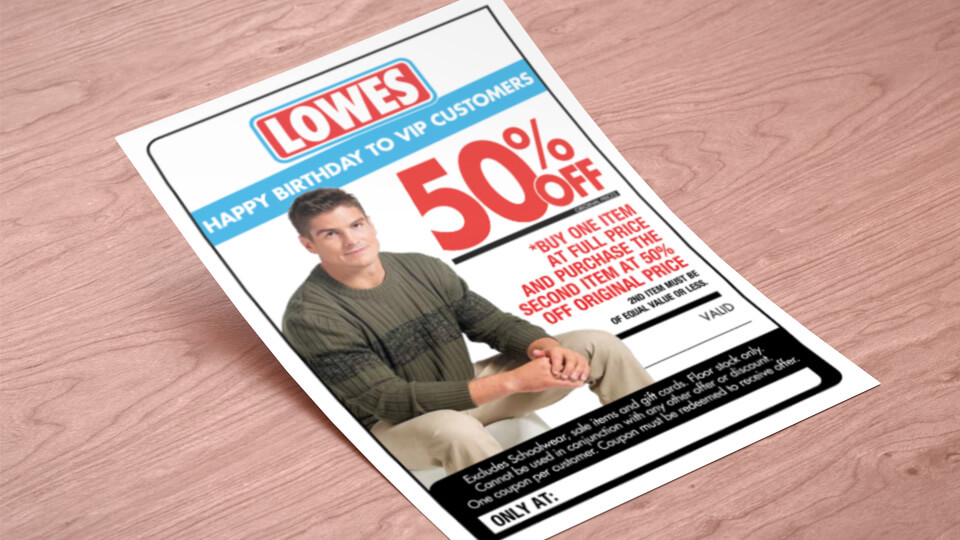 LOWES
HAPPY BIRTHDAY TO VIP CUSTOMERS
50%
OFF
ORIGINAL PRICE
*BUY ONE ITEM
AT FULL PRICE
AND PURCHASE THE
SECOND ITEM AT 50%
OFF ORIGINAL PRICE
2ND ITEM MUST BE
OF EQUAL VALUE OR LESS.
VALID
Excludes Schoolwear, sale items and gift cards. Floor stock only.
Cannot be used in conjunction with any other offer or discount.
One coupon per customer. Coupon must be redeemed to receive offer.
ONLY AT: